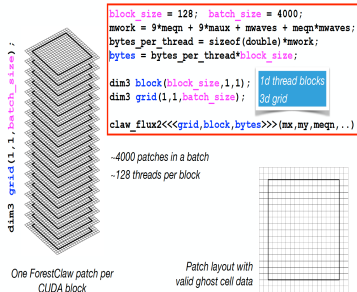 block_size = 128; batch_size = 4000;
mwork = 9*meqn + 9*maux + mwaves + meqn*mwaves;
bytes_per_thread = sizeof(double)*mwork;
bytes = bytes_per_thread*block_size;
dim3 block(block_size,1,1);
dim3 grid(1,1,batch_size);
1d thread blocks
3d grid
claw_flux2<<<grid,block,bytes>>>(mx,my,meqn,..)
dim3 grid(1,1,batch_size);
~4000 patches in a batch
~128 threads per block
One ForestClaw patch per
CUDA block
Patch layout with
valid ghost cell data